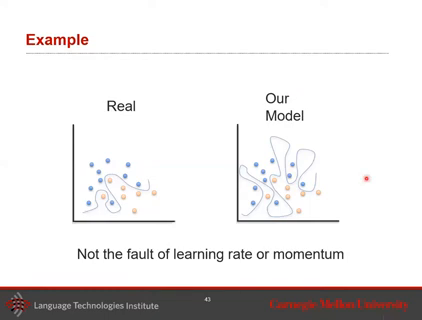 Example
Real
Our
Model
Not the fault of learning rate or momentum
Language Technologies Institute
43
Carnegie Mellon University